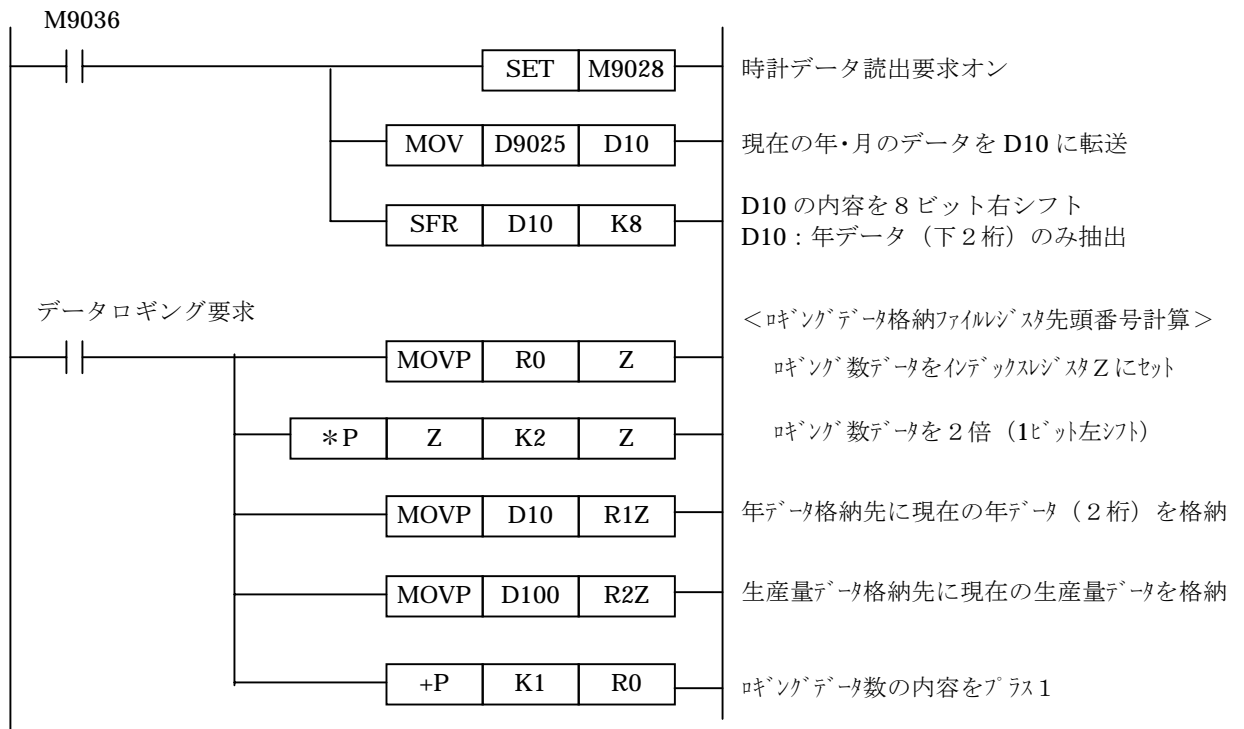 M9036
SET M9028 時計データ読出要求オン
MOV D9025 D10 現在の年・月のデータを D10 に転送
SFR D10 K8 D10 の内容を８ビット右シフト
D10：年データ（下２桁）のみ抽出
データロギング要求
＜ﾛｷﾞﾝｸﾞﾃﾞｰﾀ格納ﾌｧｲﾙﾚｼﾞｽﾀ先頭番号計算＞
MOVP R0 Z ﾛｷﾞﾝｸﾞ数データをｲﾝﾃﾞｯｸｽﾚｼﾞｽﾀ Z にセット
＊P Z K2 Z ﾛｷﾞﾝｸﾞ数データを２倍（1ﾋﾞｯﾄ左ｼﾌﾄ）
MOVP D10 R1Z 年ﾃﾞｰﾀ格納先に現在の年ﾃﾞｰﾀ（２桁）を格納
MOVP D100 R2Z 生産量ﾃﾞｰﾀ格納先に現在の生産量ﾃﾞｰﾀを格納
+P K1 R0 ﾛｷﾞﾝｸﾞﾃﾞｰﾀ数の内容をﾌﾟﾗｽ 1